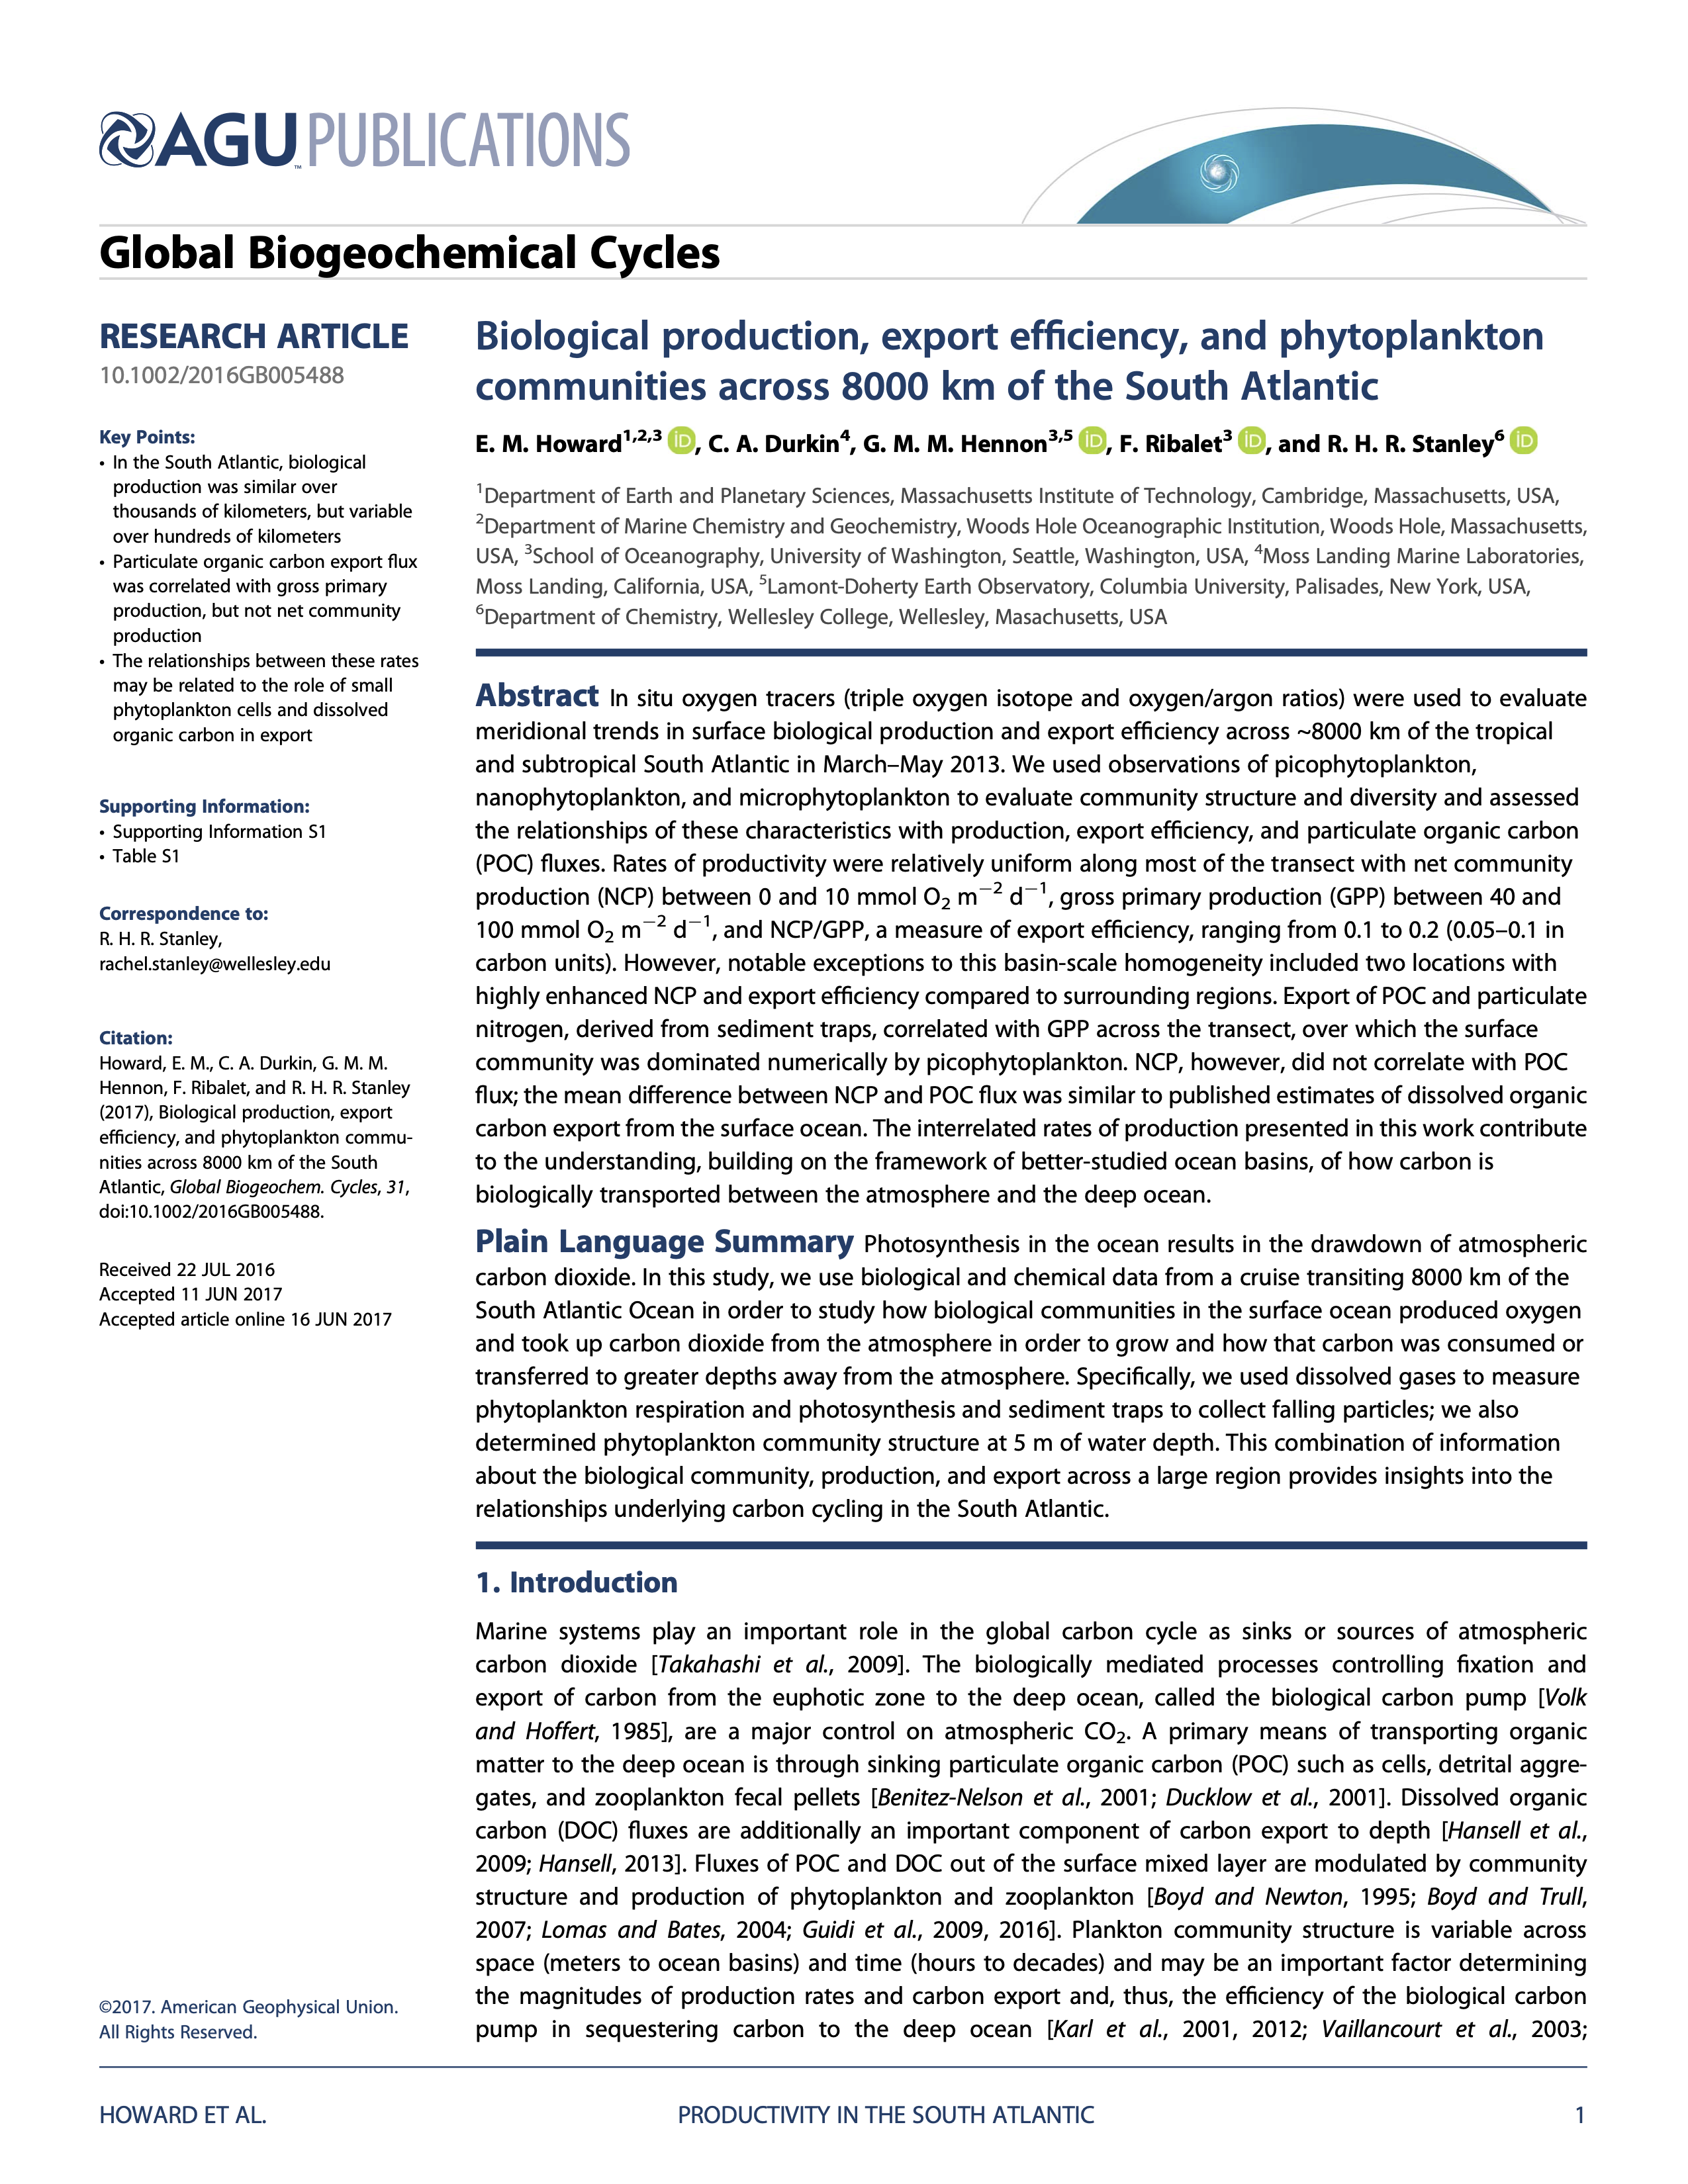 AGU PUBLICATIONS
Global Biogeochemical Cycles
RESEARCH ARTICLE
10.1002/2016GB005488
Key Points:
• In the South Atlantic, biological
production was similar over
thousands of kilometers, but variable
over hundreds of kilometers
• Particulate organic carbon export flux
was correlated with gross primary
production, but not net community
production
• The relationships between these rates
may be related to the role of small
phytoplankton cells and dissolved
organic carbon in export
Supporting Information:
• Supporting Information S1
• Table S1
Correspondence to:
R. H. R. Stanley,
rachel.stanley@wellesley.edu
Citation:
Howard, E. M., C. A. Durkin, G. M. M.
Hennon, F. Ribalet, and R. H. R. Stanley
(2017), Biological production, export
efficiency, and phytoplankton commu-
nities across 8000 km of the South
Atlantic, Global Biogeochem. Cycles, 31,
doi:10.1002/2016GB005488.
Received 22 JUL 2016
Accepted 11 JUN 2017
Accepted article online 16 JUN 2017
©2017. American Geophysical Union.
All Rights Reserved.
Biological production, export efficiency, and phytoplankton
communities across 8000 km of the South Atlantic
E. M. Howard1,2,3 iD, C. A. Durkin4, G. M. M. Hennon3,5 iD, F. Ribalet3 iD, and R. H. R. Stanley6 iD
1Department of Earth and Planetary Sciences, Massachusetts Institute of Technology, Cambridge, Massachusetts, USA,
2Department of Marine Chemistry and Geochemistry, Woods Hole Oceanographic Institution, Woods Hole, Massachusetts,
USA, 3School of Oceanography, University of Washington, Seattle, Washington, USA, 4Moss Landing Marine Laboratories,
Moss Landing, California, USA, 5Lamont-Doherty Earth Observatory, Columbia University, Palisades, New York, USA,
6Department of Chemistry, Wellesley College, Wellesley, Masachusetts, USA
Abstract In situ oxygen tracers (triple oxygen isotope and oxygen/argon ratios) were used to evaluate
meridional trends in surface biological production and export efficiency across ~8000 km of the tropical
and subtropical South Atlantic in March–May 2013. We used observations of picophytoplankton,
nanophytoplankton, and microphytoplankton to evaluate community structure and diversity and assessed
the relationships of these characteristics with production, export efficiency, and particulate organic carbon
(POC) fluxes. Rates of productivity were relatively uniform along most of the transect with net community
production (NCP) between 0 and 10 mmol O2 m−2 d−1, gross primary production (GPP) between 40 and
100 mmol O2 m−2 d−1, and NCP/GPP, a measure of export efficiency, ranging from 0.1 to 0.2 (0.05–0.1 in
carbon units). However, notable exceptions to this basin-scale homogeneity included two locations with
highly enhanced NCP and export efficiency compared to surrounding regions. Export of POC and particulate
nitrogen, derived from sediment traps, correlated with GPP across the transect, over which the surface
community was dominated numerically by picophytoplankton. NCP, however, did not correlate with POC
flux; the mean difference between NCP and POC flux was similar to published estimates of dissolved organic
carbon export from the surface ocean. The interrelated rates of production presented in this work contribute
to the understanding, building on the framework of better-studied ocean basins, of how carbon is
biologically transported between the atmosphere and the deep ocean.
Plain Language Summary Photosynthesis in the ocean results in the drawdown of atmospheric
carbon dioxide. In this study, we use biological and chemical data from a cruise transiting 8000 km of the
South Atlantic Ocean in order to study how biological communities in the surface ocean produced oxygen
and took up carbon dioxide from the atmosphere in order to grow and how that carbon was consumed or
transferred to greater depths away from the atmosphere. Specifically, we used dissolved gases to measure
phytoplankton respiration and photosynthesis and sediment traps to collect falling particles; we also
determined phytoplankton community structure at 5 m of water depth. This combination of information
about the biological community, production, and export across a large region provides insights into the
relationships underlying carbon cycling in the South Atlantic.
1. Introduction
Marine systems play an important role in the global carbon cycle as sinks or sources of atmospheric
carbon dioxide [Takahashi et al., 2009]. The biologically mediated processes controlling fixation and
export of carbon from the euphotic zone to the deep ocean, called the biological carbon pump [Volk
and Hoffert, 1985], are a major control on atmospheric CO2. A primary means of transporting organic
matter to the deep ocean is through sinking particulate organic carbon (POC) such as cells, detrital aggre-
gates, and zooplankton fecal pellets [Benitez-Nelson et al., 2001; Ducklow et al., 2001]. Dissolved organic
carbon (DOC) fluxes are additionally an important component of carbon export to depth [Hansell et al.,
2009; Hansell, 2013]. Fluxes of POC and DOC out of the surface mixed layer are modulated by community
structure and production of phytoplankton and zooplankton [Boyd and Newton, 1995; Boyd and Trull,
2007; Lomas and Bates, 2004; Guidi et al., 2009, 2016]. Plankton community structure is variable across
space (meters to ocean basins) and time (hours to decades) and may be an important factor determining
the magnitudes of production rates and carbon export and, thus, the efficiency of the biological carbon
pump in sequestering carbon to the deep ocean [Karl et al., 2001, 2012; Vaillancourt et al., 2003;
HOWARD ET AL.
PRODUCTIVITY IN THE SOUTH ATLANTIC
1